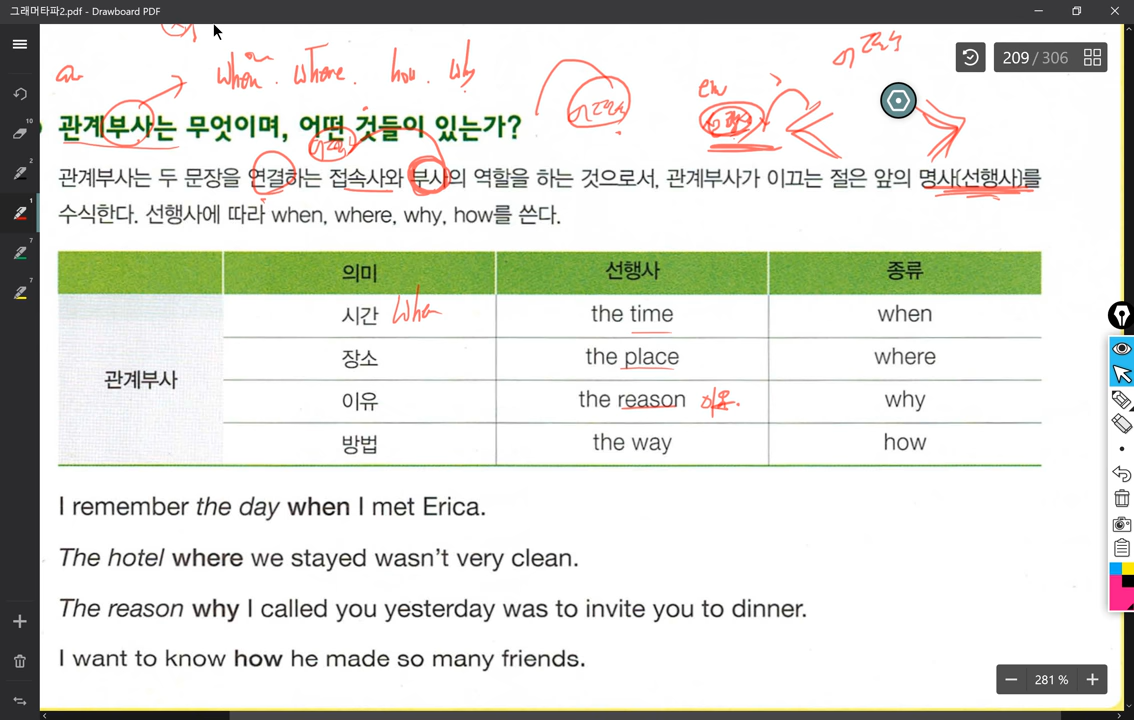 그래머타파2.pdf - Drawboard PDF
209 / 306
when. where. how. why
관계부사는 무엇이며, 어떤 것들이 있는가?
관계부사는 두 문장을 연결하는 접속사와 부사의 역할을 하는 것으로서, 관계부사가 이끄는 절은 앞의 명사{선행사}를
수식한다. 선행사에 따라 when, where, why, how를 쓴다.
의미 선행사 종류
시간 when the time when
장소 the place where
관계부사
이유 the reason 이유. why
방법 the way how
I remember the day when I met Erica.
The hotel where we stayed wasn't very clean.
The reason why I called you yesterday was to invite you to dinner.
I want to know how he made so many friends.
281 %
10
2
1
7
7